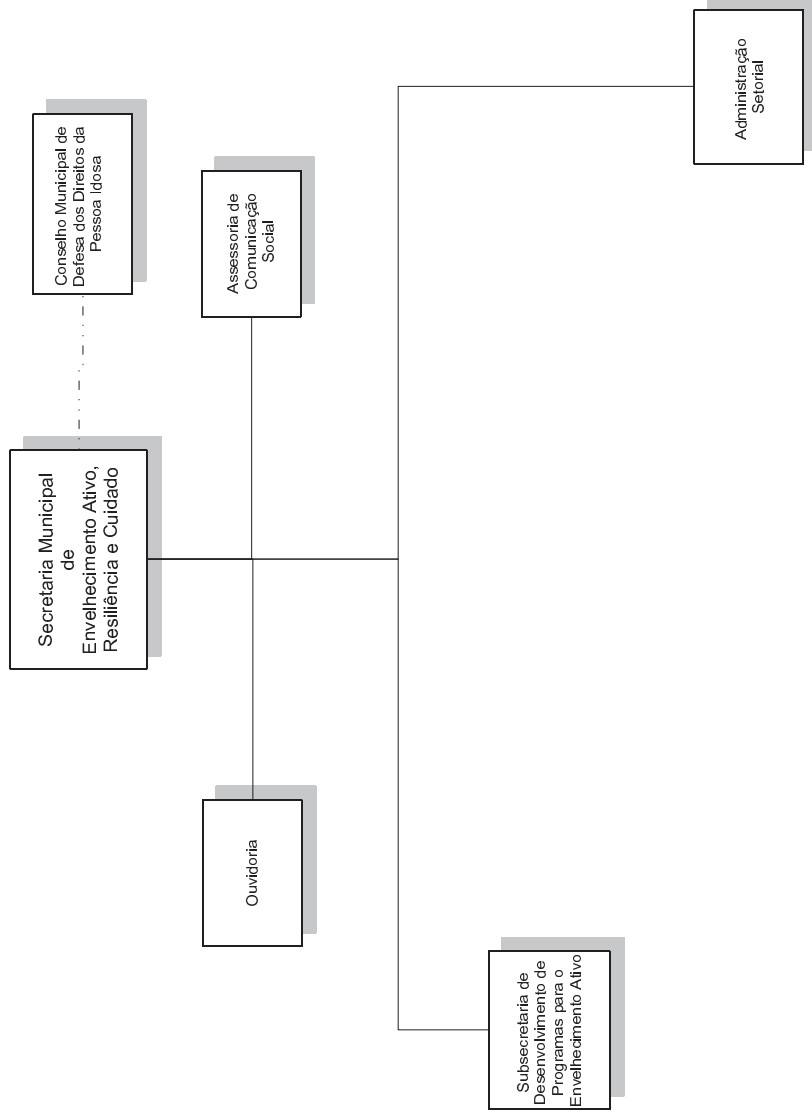 Secretaria Municipal
de
Envelhecimento Ativo,
Resiliência e Cuidado
Conselho Municipal de
Defesa dos Direitos da
Pessoa Idosa
Ouvidoria
Assessoria de
Comunicação
Social
Subsecretaria de
Desenvolvimento de
Programas para o
Envelhecimento Ativo
Administração
Setorial